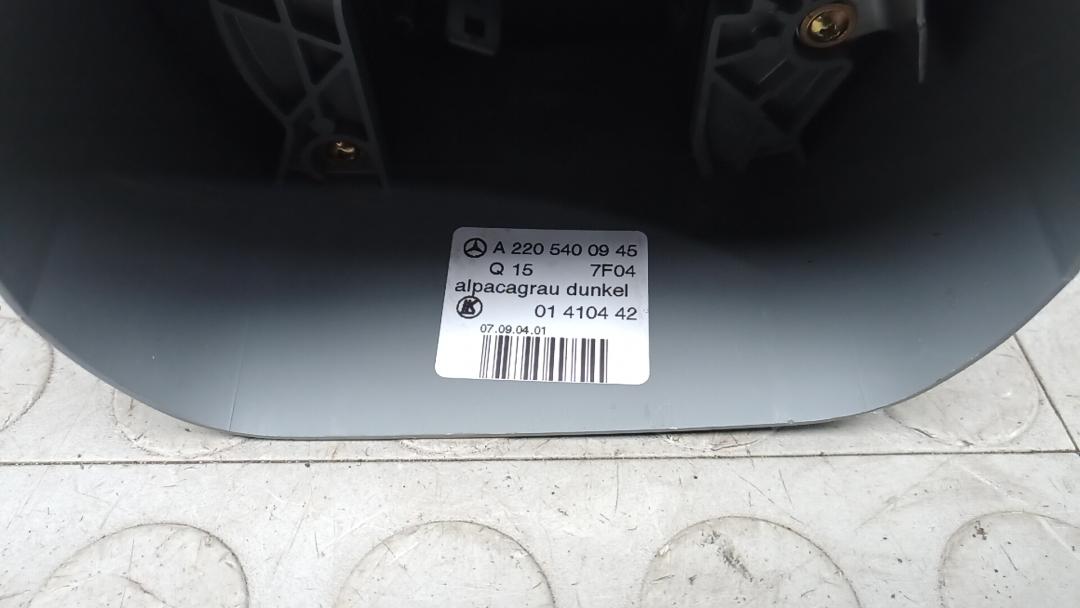 A 220 540 09 45
Q 15 7F04
alpacagrau dunkel
01 4104 42
07.09.04.01